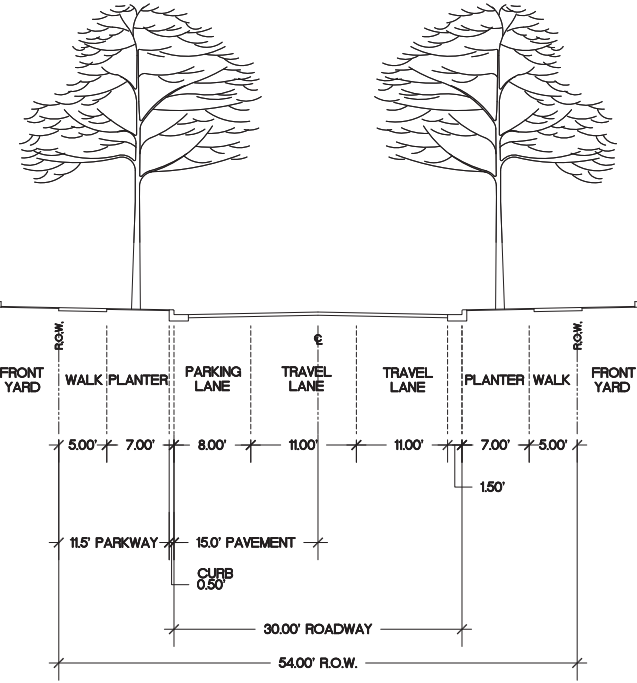 R.O.W.
℄
R.O.W.
FRONT
YARD
WALK
PLANTER
PARKING
LANE
TRAVEL
LANE
TRAVEL
LANE
PLANTER
WALK
FRONT
YARD
5.00'
7.00'
8.00'
11.00'
11.00'
7.00'
5.00'
1.50'
11.5' PARKWAY
15.0' PAVEMENT
CURB
0.50'
30.00' ROADWAY
54.00' R.O.W.